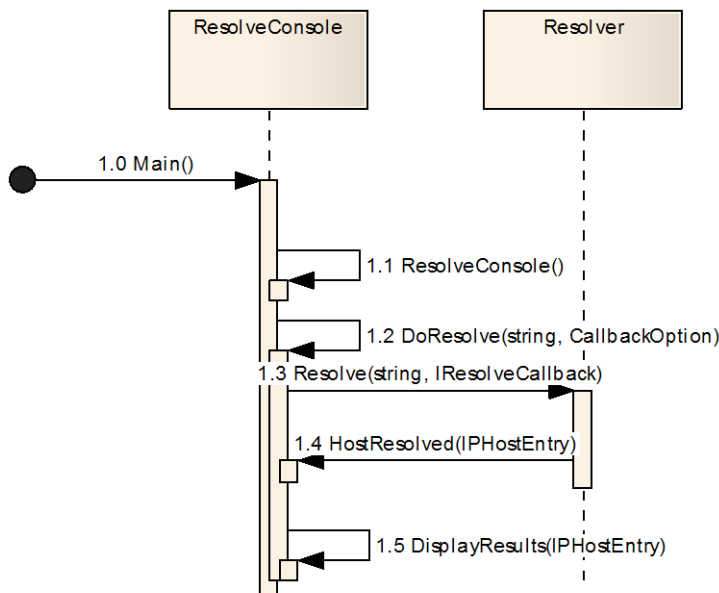 ResolveConsole
Resolver
1.0 Main()
1.1 ResolveConsole()
1.2 DoResolve(string, CallbackOption)
1.3 Resolve(string, IResolveCallback)
1.4 HostResolved(IPHostEntry)
1.5 DisplayResults(IPHostEntry)